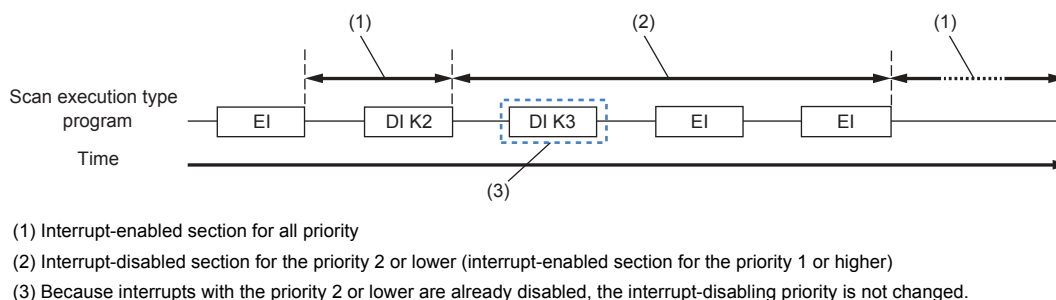 (1)
(2)
(1)
Scan execution type
program
EI
DI K2
DI K3
EI
EI
Time
(3)
(1) Interrupt-enabled section for all priority
(2) Interrupt-disabled section for the priority 2 or lower (interrupt-enabled section for the priority 1 or higher)
(3) Because interrupts with the priority 2 or lower are already disabled, the interrupt-disabling priority is not changed.